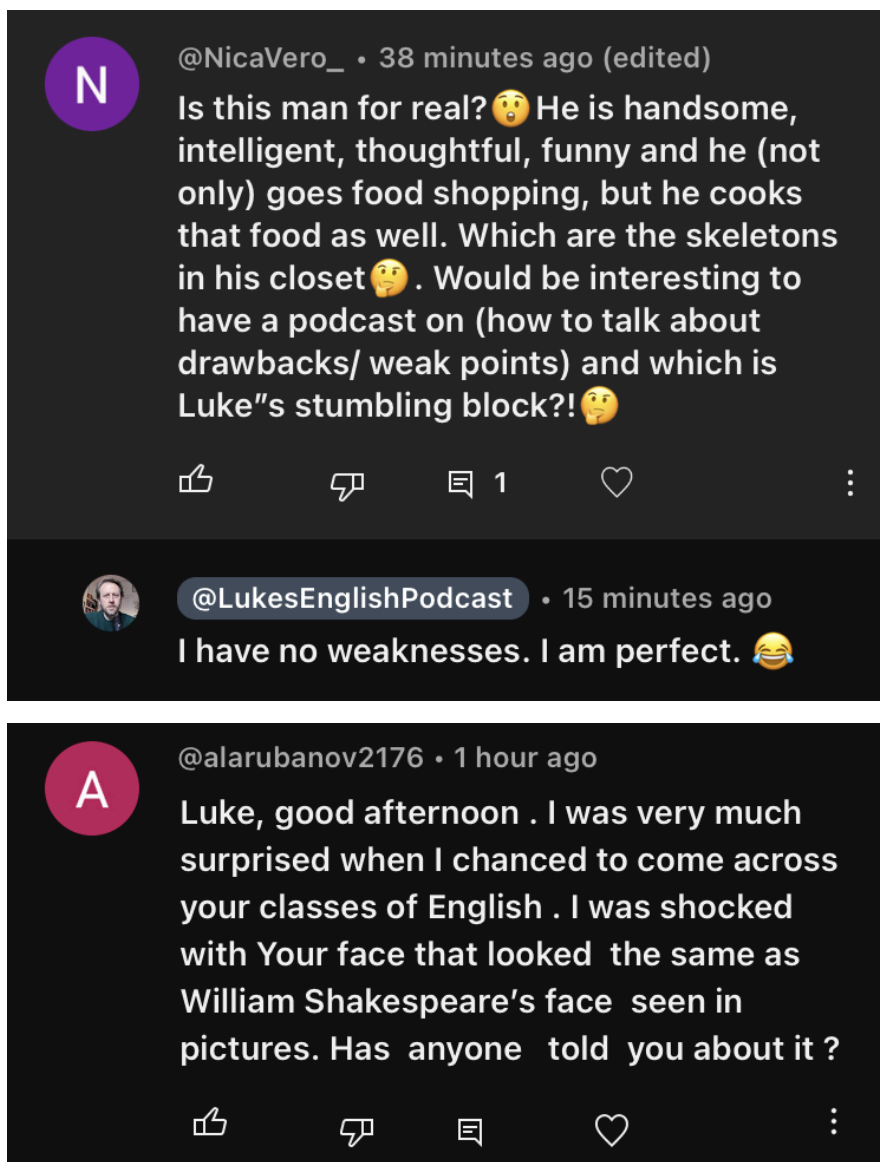 N
@NicaVero_ • 38 minutes ago (edited)
Is this man for real?😲He is handsome,
intelligent, thoughtful, funny and he (not
only) goes food shopping, but he cooks
that food as well. Which are the skeletons
in his closet🤔. Would be interesting to
have a podcast on (how to talk about
drawbacks/ weak points) and which is
Luke"s stumbling block?!🤔
1
@LukesEnglishPodcast • 15 minutes ago
I have no weaknesses. I am perfect. 😂
A
@alarubanov2176 • 1 hour ago
Luke, good afternoon . I was very much
surprised when I chanced to come across
your classes of English . I was shocked
with Your face that looked  the same as
William Shakespeare’s face  seen in
pictures. Has  anyone   told  you about it ?